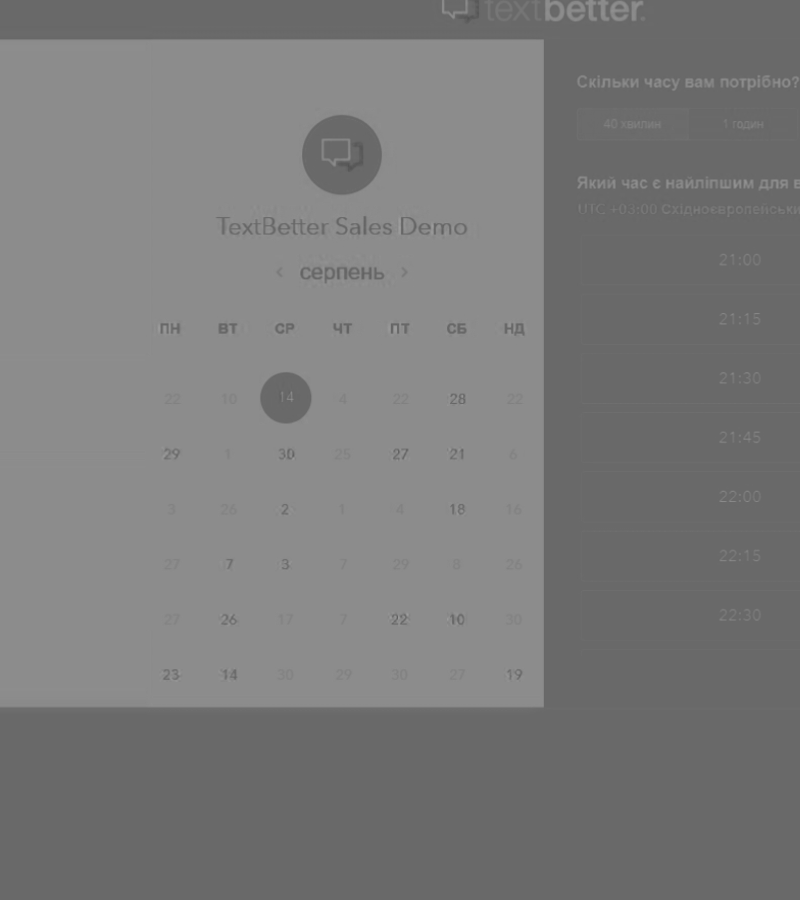 textbetter.
TextBetter Sales Demo
‹ серпень ›
ПН ВТ СР ЧТ ПТ СБ НД
22 10 14 4 22 28 22
29 1 30 25 27 21 6
3 26 2 1 4 18 16
27 7 3 7 29 8 26
27 26 17 7 22 10 30
23 14 30 29 30 27 19
Скільки часу вам потрібно?
40 хвилин 1 годин
Який час є найліпшим для в
UTC +03:00 Східноєвропейськи
21:00
21:15
21:30
21:45
22:00
22:15
22:30